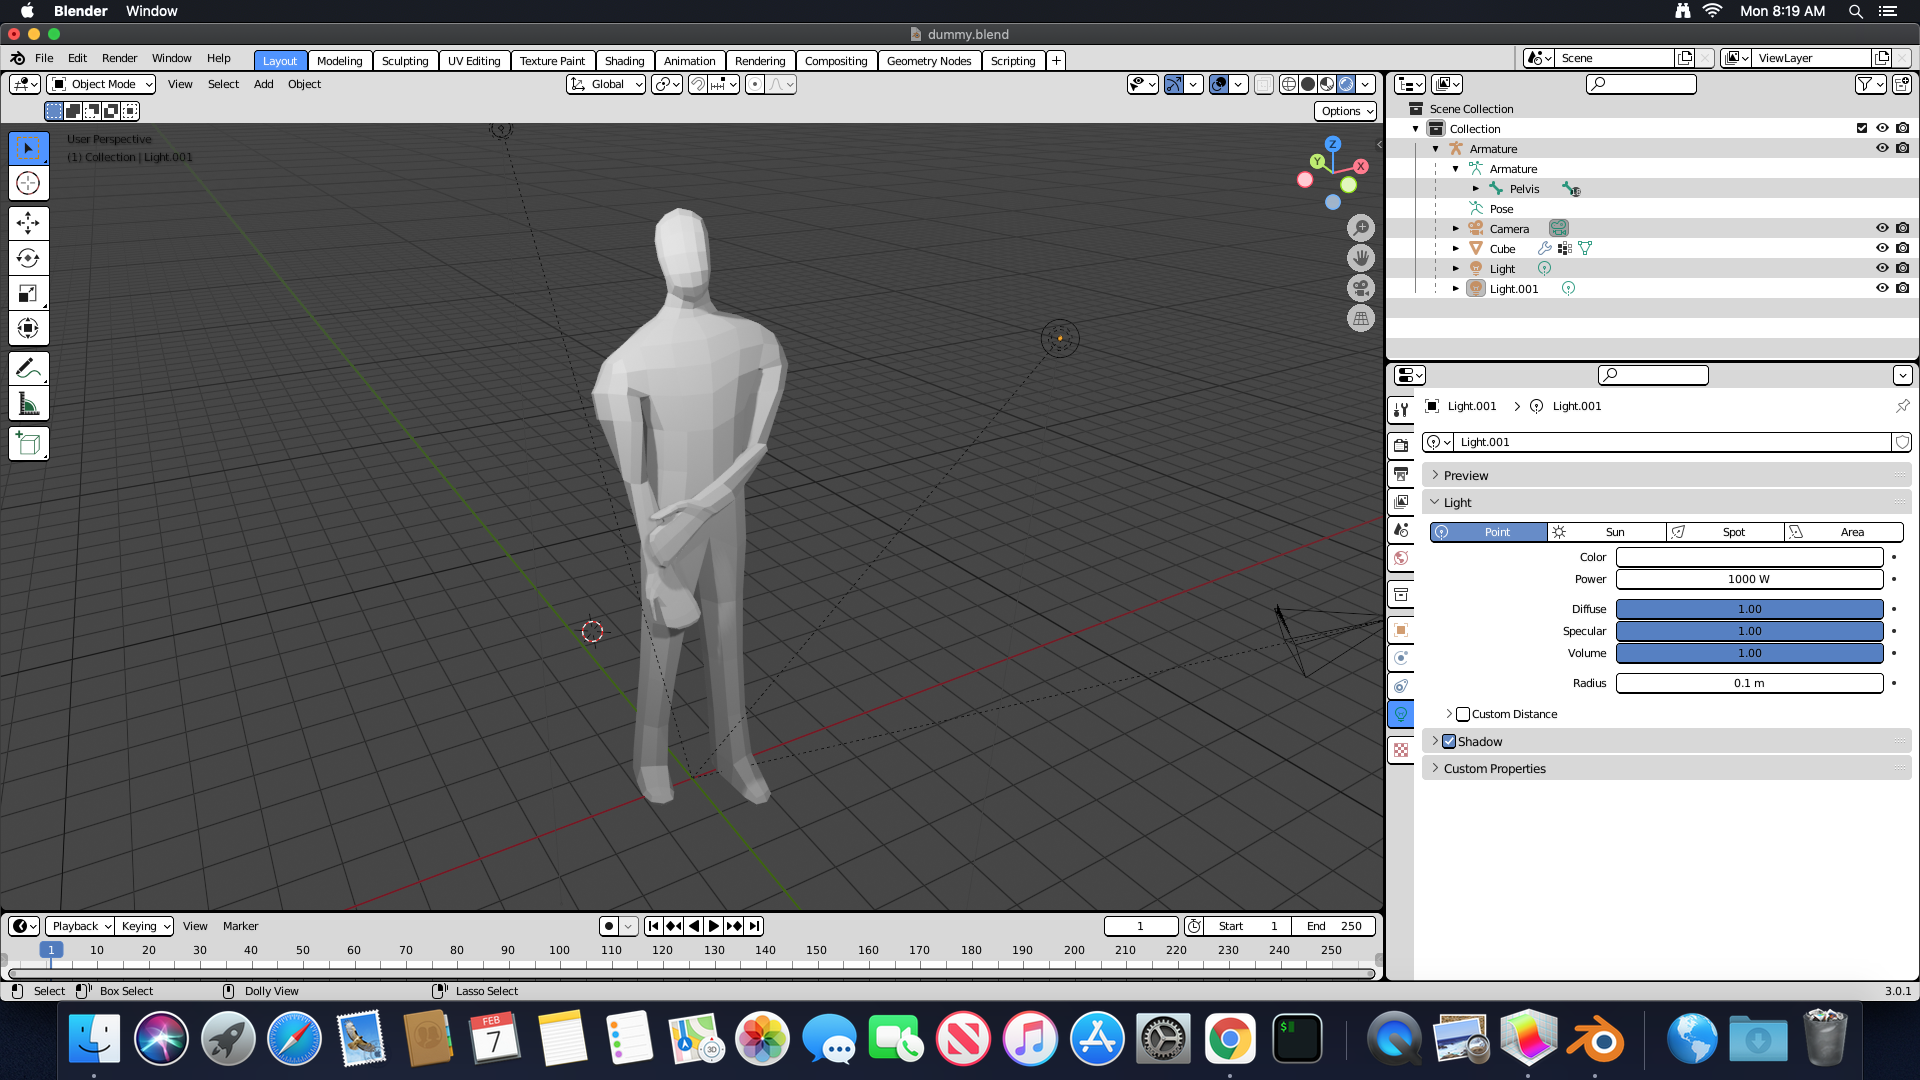 Blender Window Mon 8:19 AM
dummy.blend
File Edit Render Window Help Layout Modeling Sculpting UV Editing Texture Paint Shading Animation Rendering Compositing Geometry Nodes Scripting + Scene ViewLayer
Object Mode View Select Add Object Global
Options
User Perspective
(1) Collection | Light.001
Z
Y
X
Scene Collection
Collection
Armature
Armature
Pelvis
Pose
Camera
Cube
Light
Light.001
Light.001 Light.001
Light.001
Preview
Light
Point Sun Spot Area
Color
Power 1000 W
Diffuse 1.00
Specular 1.00
Volume 1.00
Radius 0.1 m
Custom Distance
Shadow
Custom Properties
Playback Keying View Marker 1 Start 1 End 250
1 10 20 30 40 50 60 70 80 90 100 110 120 130 140 150 160 170 180 190 200 210 220 230 240 250
Select Box Select Dolly View Lasso Select 3.0.1
FEB
7
3D
$